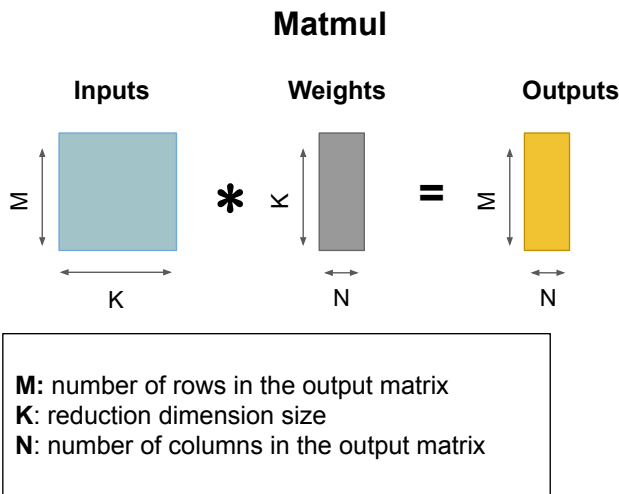 Matmul
Inputs Weights Outputs
M * K = M
K N N
M: number of rows in the output matrix
K: reduction dimension size
N: number of columns in the output matrix